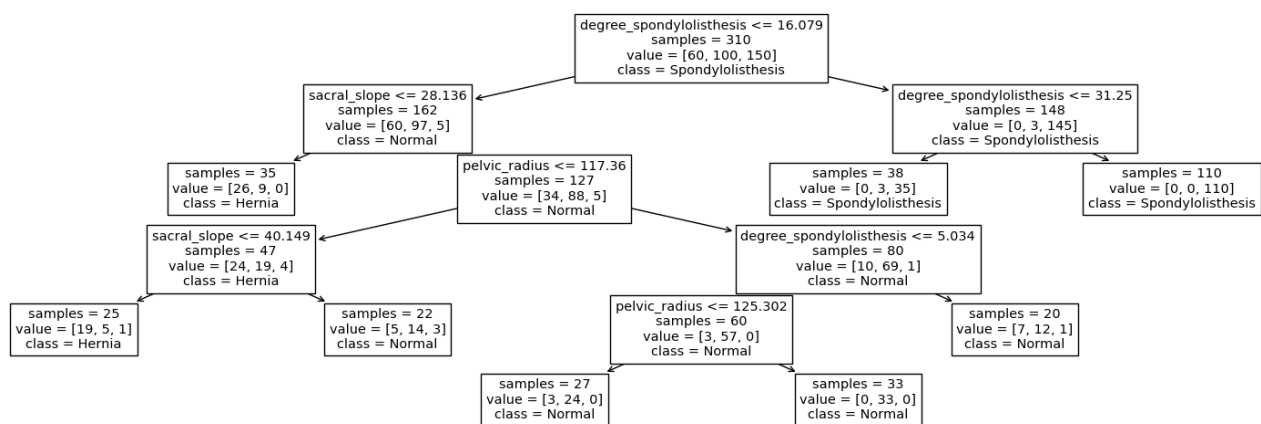 degree_spondylolisthesis <= 16.079
samples = 310
value = [60, 100, 150]
class = Spondylolisthesis
sacral_slope <= 28.136
samples = 162
value = [60, 97, 5]
class = Normal
degree_spondylolisthesis <= 31.25
samples = 148
value = [0, 3, 145]
class = Spondylolisthesis
samples = 35
value = [26, 9, 0]
class = Hernia
pelvic_radius <= 117.36
samples = 127
value = [34, 88, 5]
class = Normal
samples = 38
value = [0, 3, 35]
class = Spondylolisthesis
samples = 110
value = [0, 0, 110]
class = Spondylolisthesis
sacral_slope <= 40.149
samples = 47
value = [24, 19, 4]
class = Hernia
degree_spondylolisthesis <= 5.034
samples = 80
value = [10, 69, 1]
class = Normal
samples = 25
value = [19, 5, 1]
class = Hernia
samples = 22
value = [5, 14, 3]
class = Normal
pelvic_radius <= 125.302
samples = 60
value = [3, 57, 0]
class = Normal
samples = 20
value = [7, 12, 1]
class = Normal
samples = 27
value = [3, 24, 0]
class = Normal
samples = 33
value = [0, 33, 0]
class = Normal